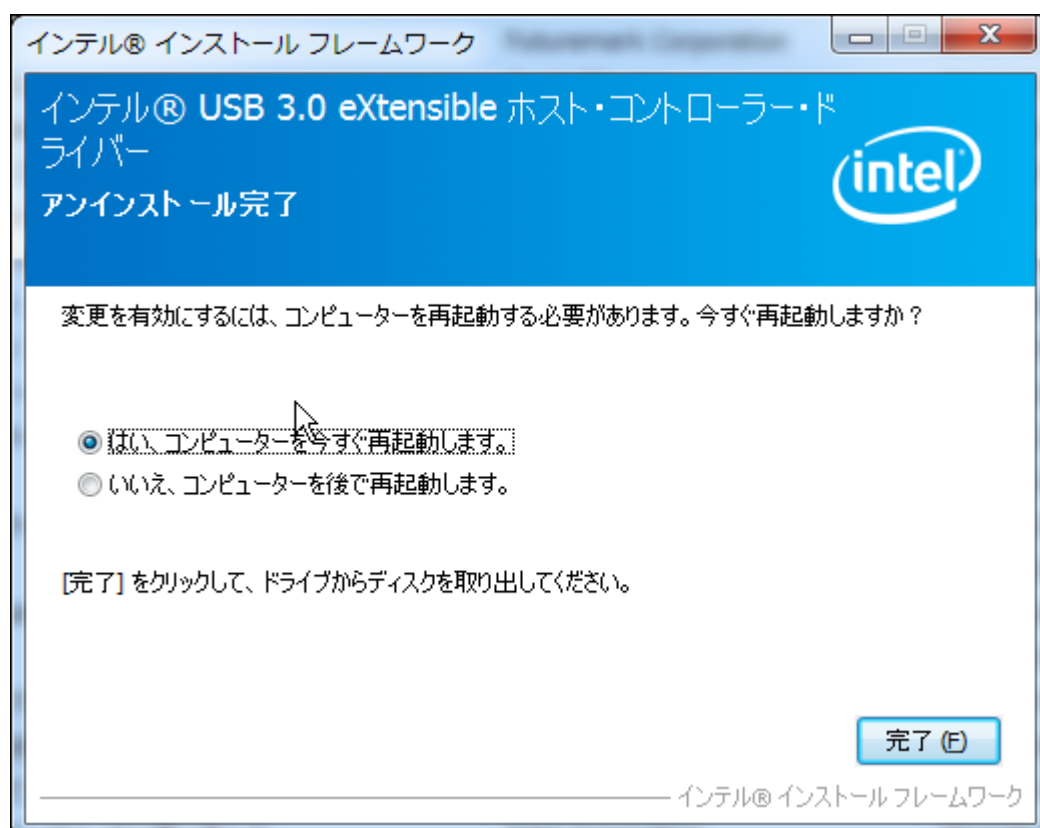 インテル® インストール フレームワーク
インテル® USB 3.0 eXtensible ホスト・コントローラー・ド
ライバー
intel
アンインストール完了
変更を有効にするには、コンピューターを再起動する必要があります。今すぐ再起動しますか？
はい、コンピューターを今すぐ再起動します。
いいえ、コンピューターを後で再起動します。
[完了] をクリックして、ドライブからディスクを取り出してください。
完了 (F)
インテル® インストール フレームワーク